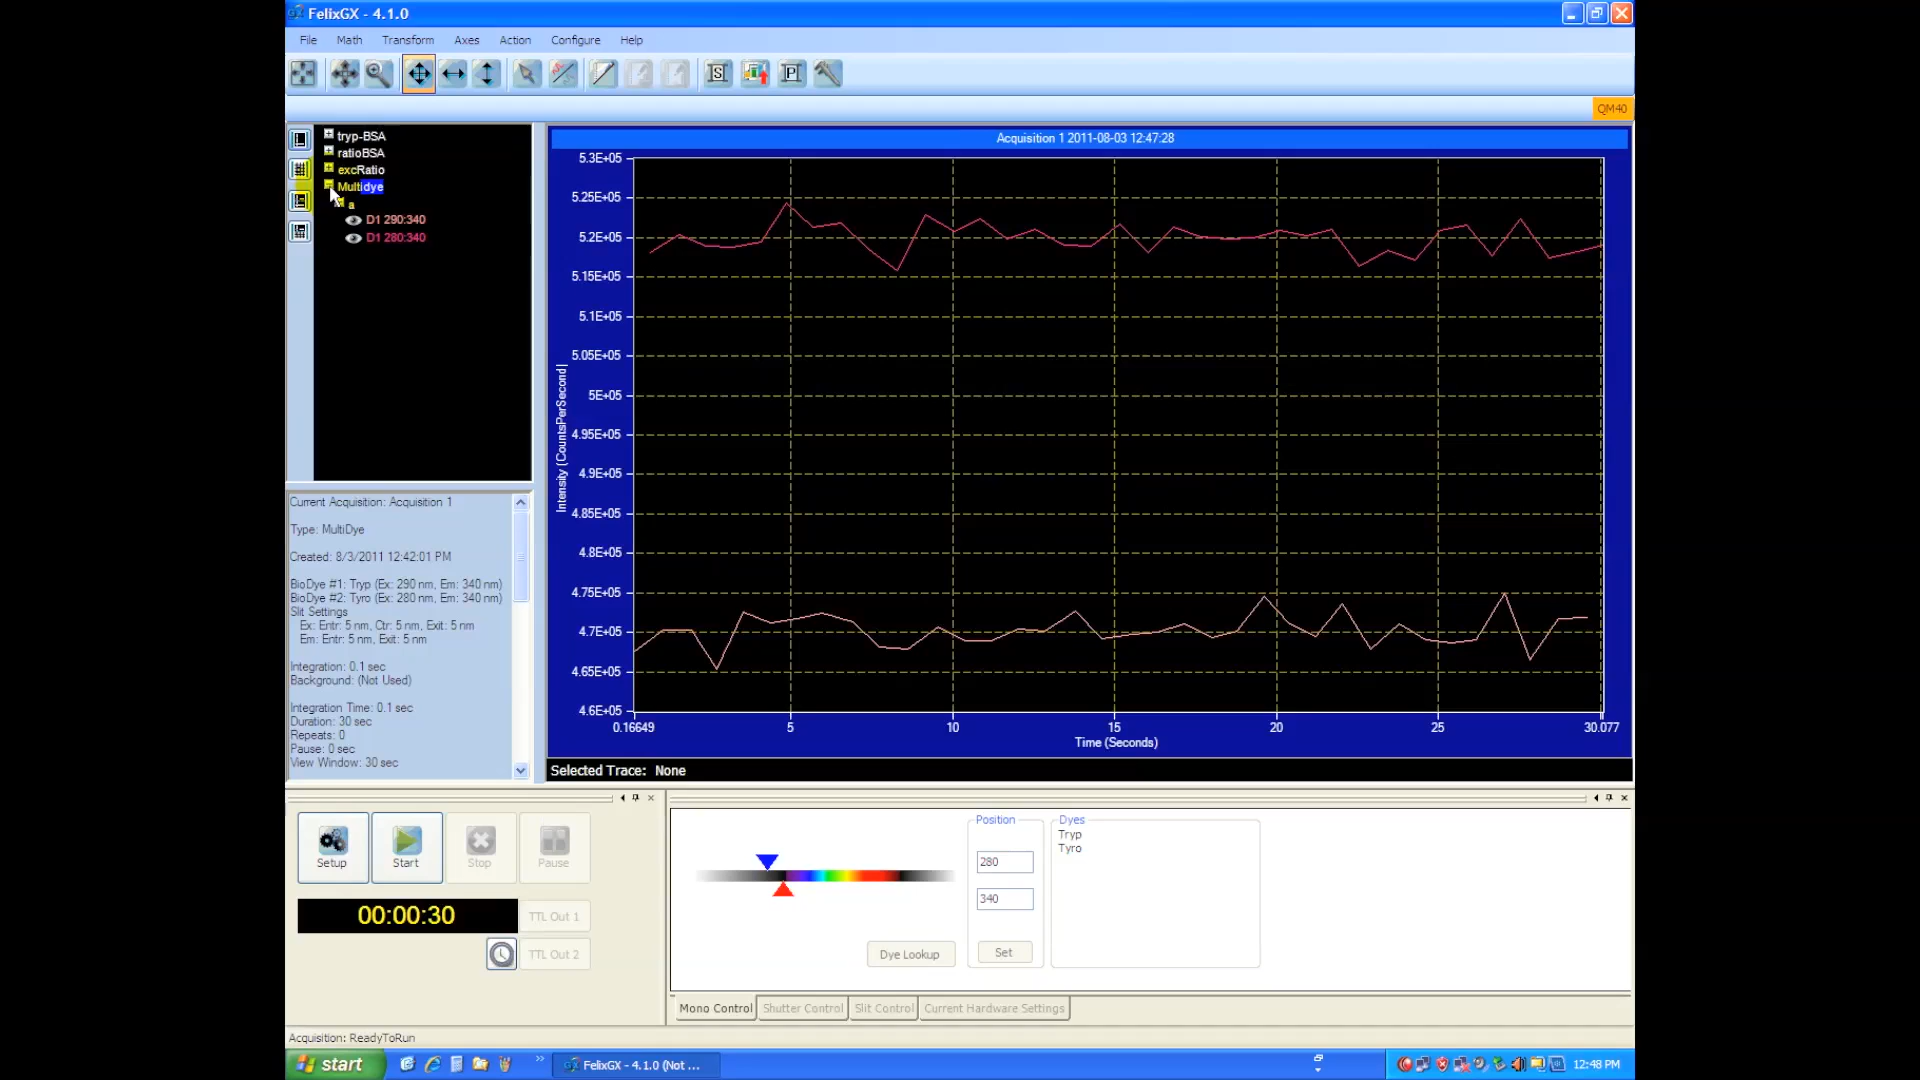 FelixGX - 4.1.0
File Math Transform Axes Action Configure Help
S P
QM40
tryp-BSA
ratioBSA
excRatio
Multidye
a
D1 290:340
D1 280:340
Acquisition 1 2011-08-03 12:47:28
5.3E+05
5.25E+05
5.2E+05
5.15E+05
5.1E+05
5.05E+05
5E+05
4.95E+05
4.9E+05
4.85E+05
4.8E+05
4.75E+05
4.7E+05
4.65E+05
4.6E+05
Intensity (CountsPerSecond)
0.16649 5 10 15 20 25 30.077
Time (Seconds)
Selected Trace: None
Current Acquisition: Acquisition 1
Type: MultiDye
Created: 8/3/2011 12:42:01 PM
BioDye #1: Tryp (Ex: 290 nm, Em: 340 nm)
BioDye #2: Tyro (Ex: 280 nm, Em: 340 nm)
Slit Settings
Ex: Entr: 5 nm, Ctr: 5 nm, Exit: 5 nm
Em: Entr: 5 nm, Exit: 5 nm
Integration: 0.1 sec
Background: (Not Used)
Integration Time: 0.1 sec
Duration: 30 sec
Repeats: 0
Pause: 0 sec
View Window: 30 sec
Setup Start Stop Pause
00:00:30
TTL Out 1
TTL Out 2
Position
280
340
Set
Dye Lookup
Dyes
Tryp
Tyro
Mono Control Shutter Control Slit Control Current Hardware Settings
Acquisition: ReadyToRun
start
FelixGX - 4.1.0 (Not ...
12:48 PM